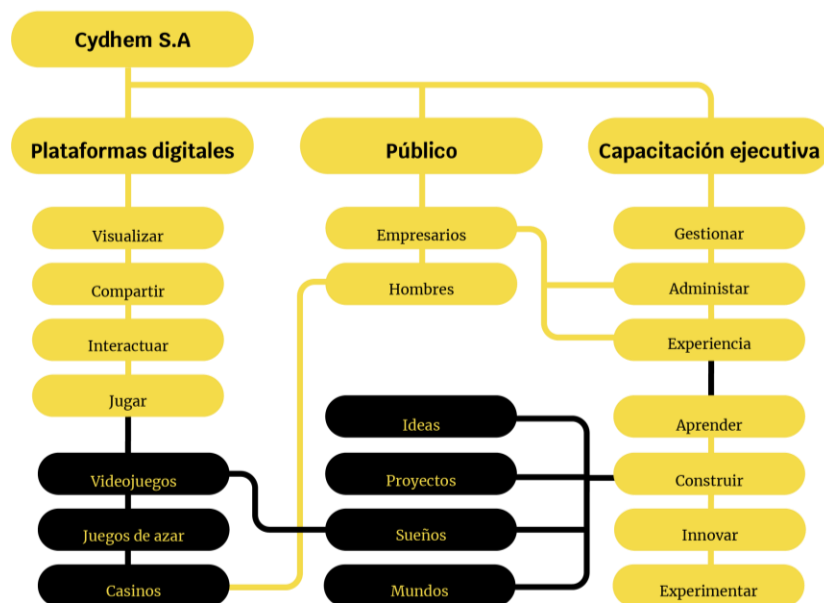 Cydhem S.A
Plataformas digitales
Público
Capacitación ejecutiva
Visualizar
Compartir
Interactuar
Jugar
Videojuegos
Juegos de azar
Casinos
Empresarios
Hombres
Ideas
Proyectos
Sueños
Mundos
Gestionar
Administar
Experiencia
Aprender
Construir
Innovar
Experimentar